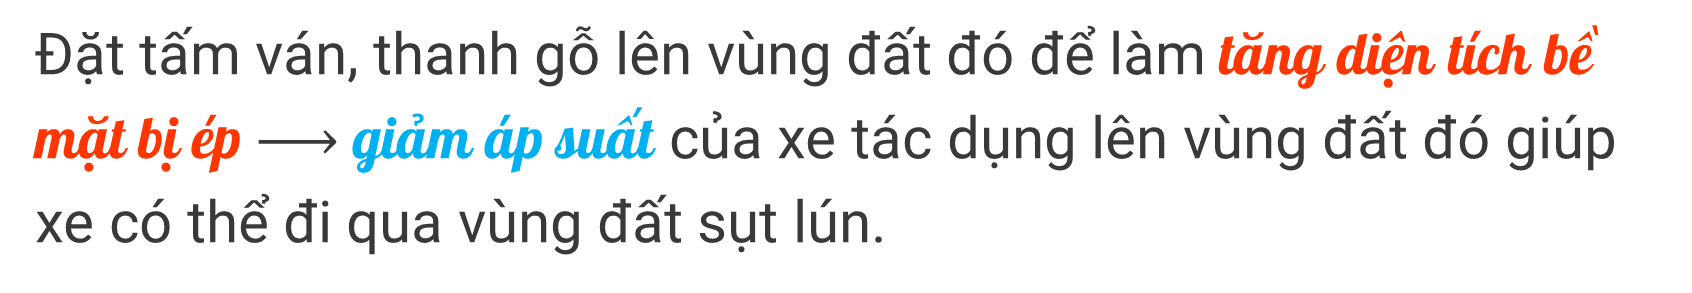 Đặt tấm ván, thanh gỗ lên vùng đất đó để làm tăng diện tích bề
mặt bị ép ⟶ giảm áp suất của xe tác dụng lên vùng đất đó giúp
xe có thể đi qua vùng đất sụt lún.